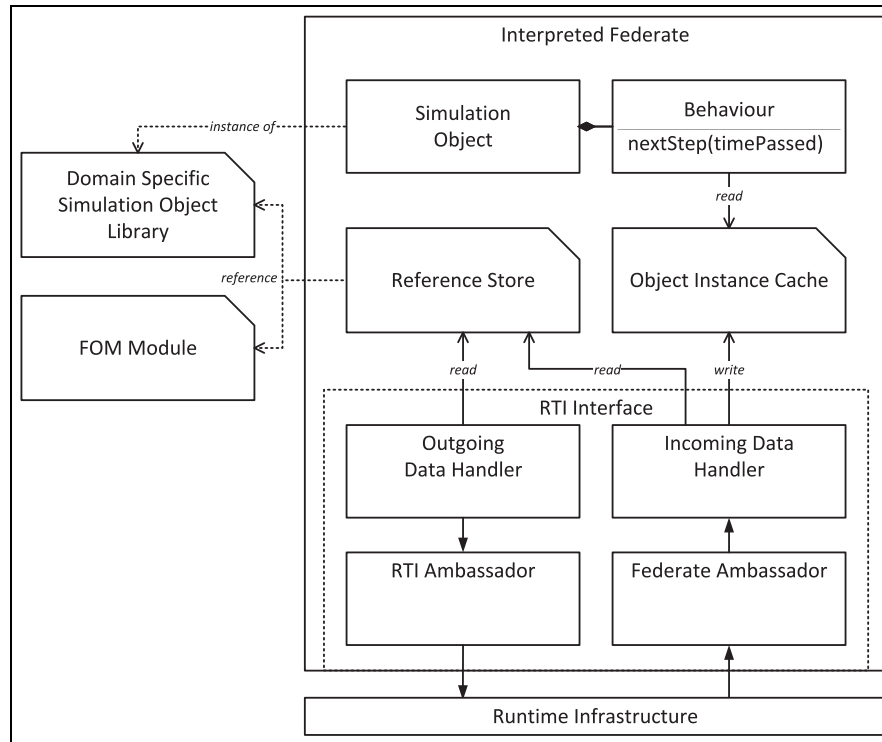 Interpreted Federate
Simulation
Object
Behaviour
nextStep(timePassed)
instance of
Domain Specific
Simulation Object
Library
read
Reference Store
Object Instance Cache
reference
FOM Module
read
read
write
RTI Interface
Outgoing
Data Handler
Incoming Data
Handler
RTI Ambassador
Federate Ambassador
Runtime Infrastructure